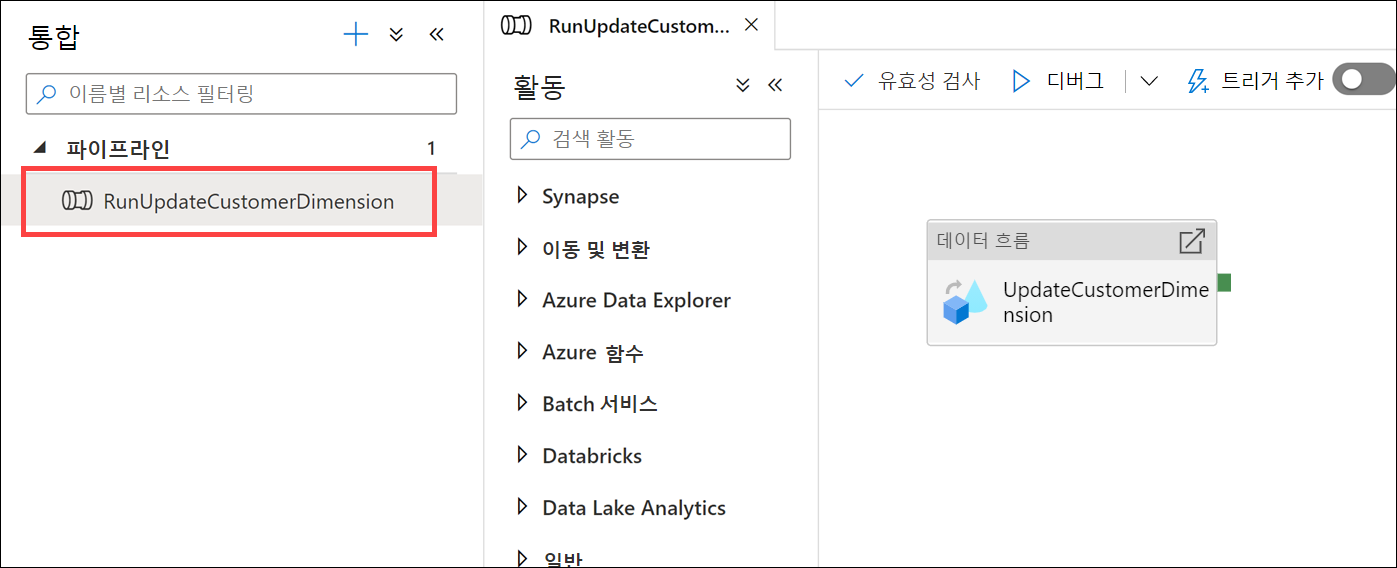 통합
이름별 리소스 필터링
파이프라인 1
RunUpdateCustomerDimension
RunUpdateCustom...
활동
검색 활동
Synapse
이동 및 변환
Azure Data Explorer
Azure 함수
Batch 서비스
Databricks
Data Lake Analytics
일반
유효성 검사 디버그 트리거 추가
데이터 흐름
UpdateCustomerDime
nsion